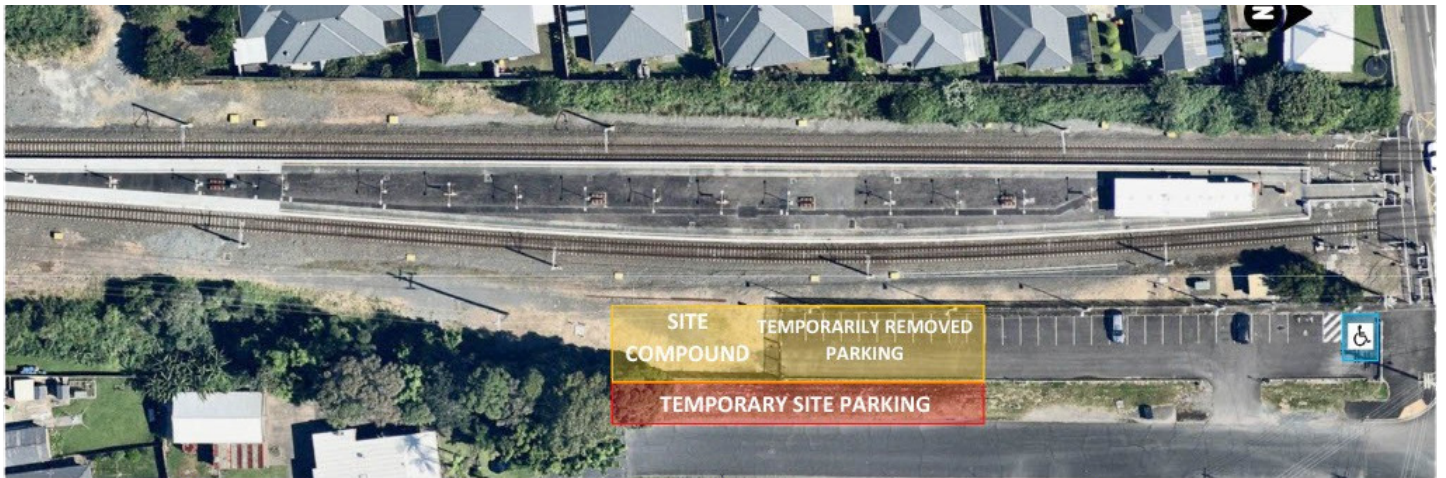 N
SITE
COMPOUND
TEMPORARILY REMOVED
PARKING
TEMPORARY SITE PARKING